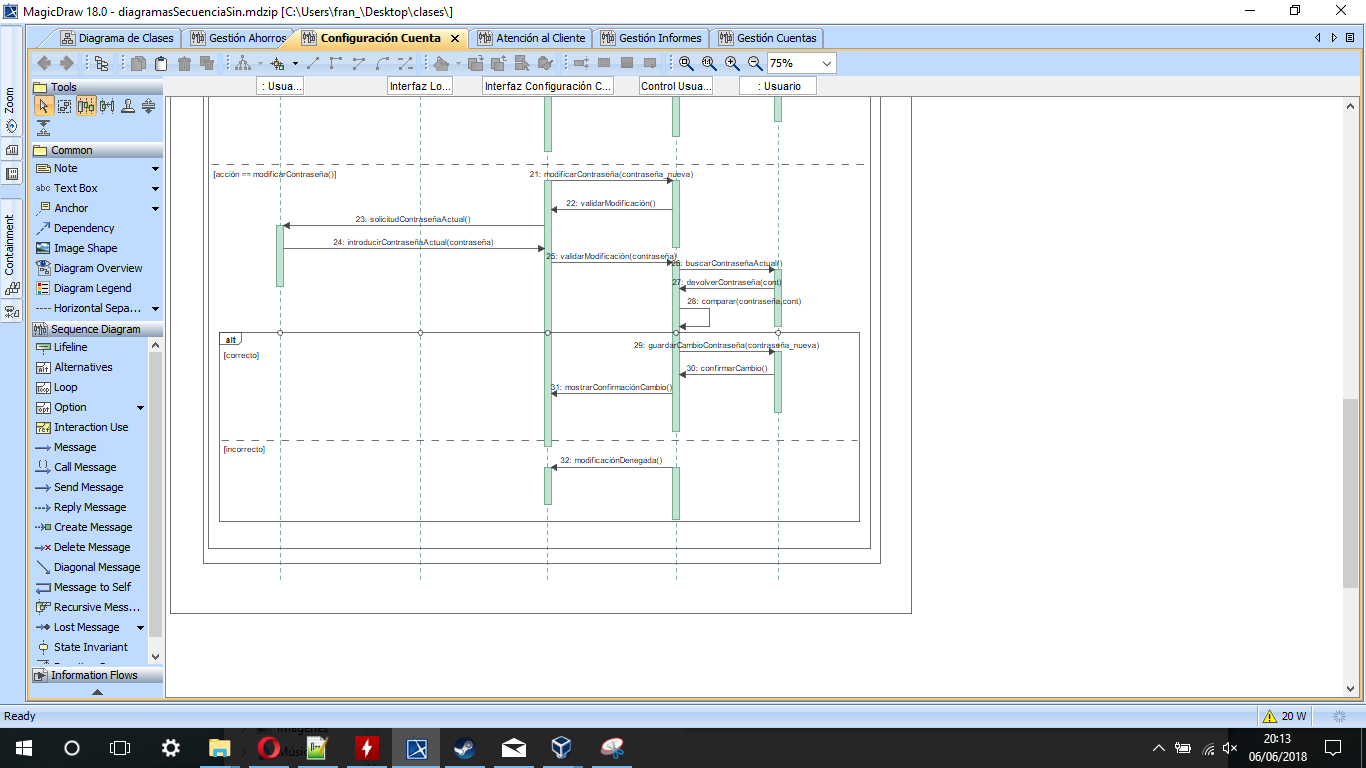 MagicDraw 18.0 - diagramasSecuenciaSin.mdzip [C:\Users\fran_\Desktop\clases\]
Diagrama de Clases
Gestión Ahorros
Configuración Cuenta
Atención al Cliente
Gestión Informes
Gestión Cuentas
75%
Zoom
Containment
Tools
Common
Note
abc Text Box
Anchor
Dependency
Image Shape
Diagram Overview
Diagram Legend
Horizontal Sepa...
Sequence Diagram
Lifeline
Alternatives
Loop
Option
Interaction Use
Message
Call Message
Send Message
Reply Message
Create Message
Delete Message
Diagonal Message
Message to Self
Recursive Mess...
Lost Message
State Invariant
Information Flows
: Usua...
Interfaz Lo...
Interfaz Configuración C...
Control Usua...
: Usuario
[acción == modificarContraseña()]
21: modificarContraseña(contraseña_nueva)
22: validarModificación()
23: solicitudContraseñaActual()
24: introducirContraseñaActual(contraseña)
25: validarModificación(contraseña)
26: buscarContraseñaActual()
27: devolverContraseña(cont)
28: comparar(contraseña,cont)
alt
[correcto]
29: guardarCambioContraseña(contraseña_nueva)
30: confirmarCambio()
31: mostrarConfirmaciónCambio()
[incorrecto]
32: modificaciónDenegada()
Ready
20 W
Imágenes
Músic
20:13
06/06/2018